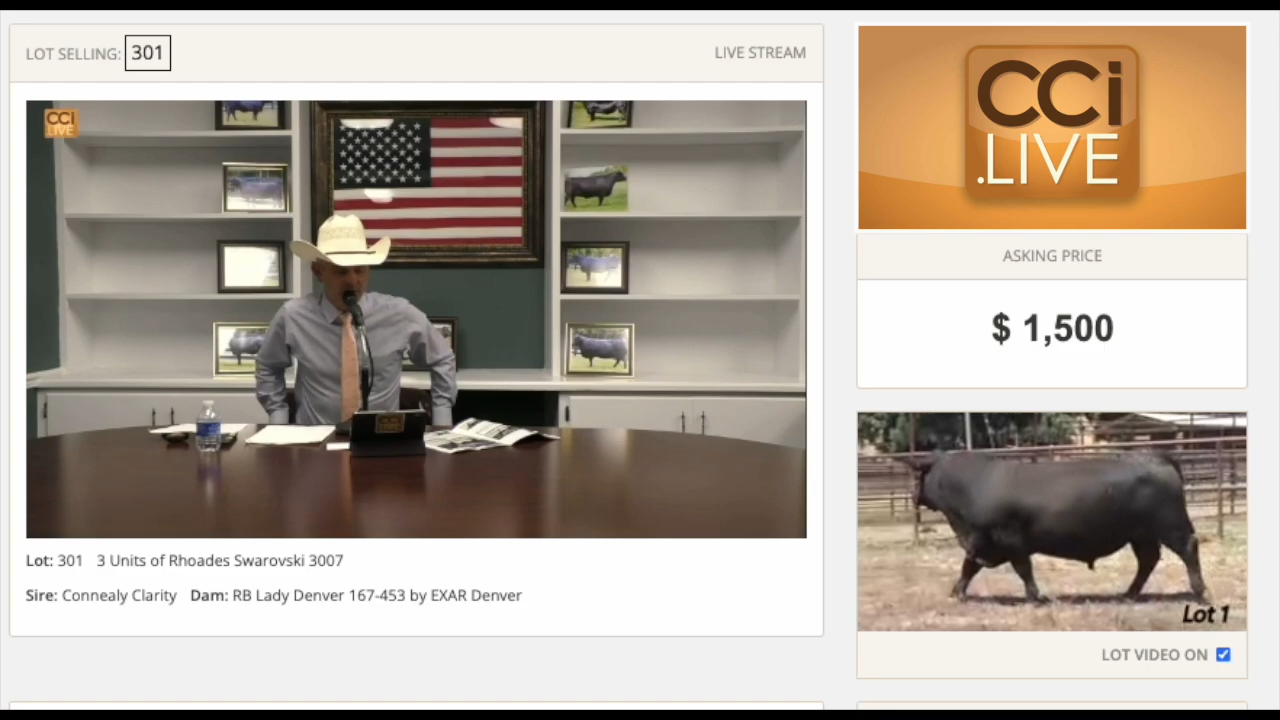 LOT SELLING: 301
LIVE STREAM
CCi
LIVE
Lot: 301 3 Units of Rhoades Swarovski 3007
Sire: Connealy Clarity Dam: RB Lady Denver 167-453 by EXAR Denver
CCi
.LIVE
ASKING PRICE
$ 1,500
Lot 1
LOT VIDEO ON